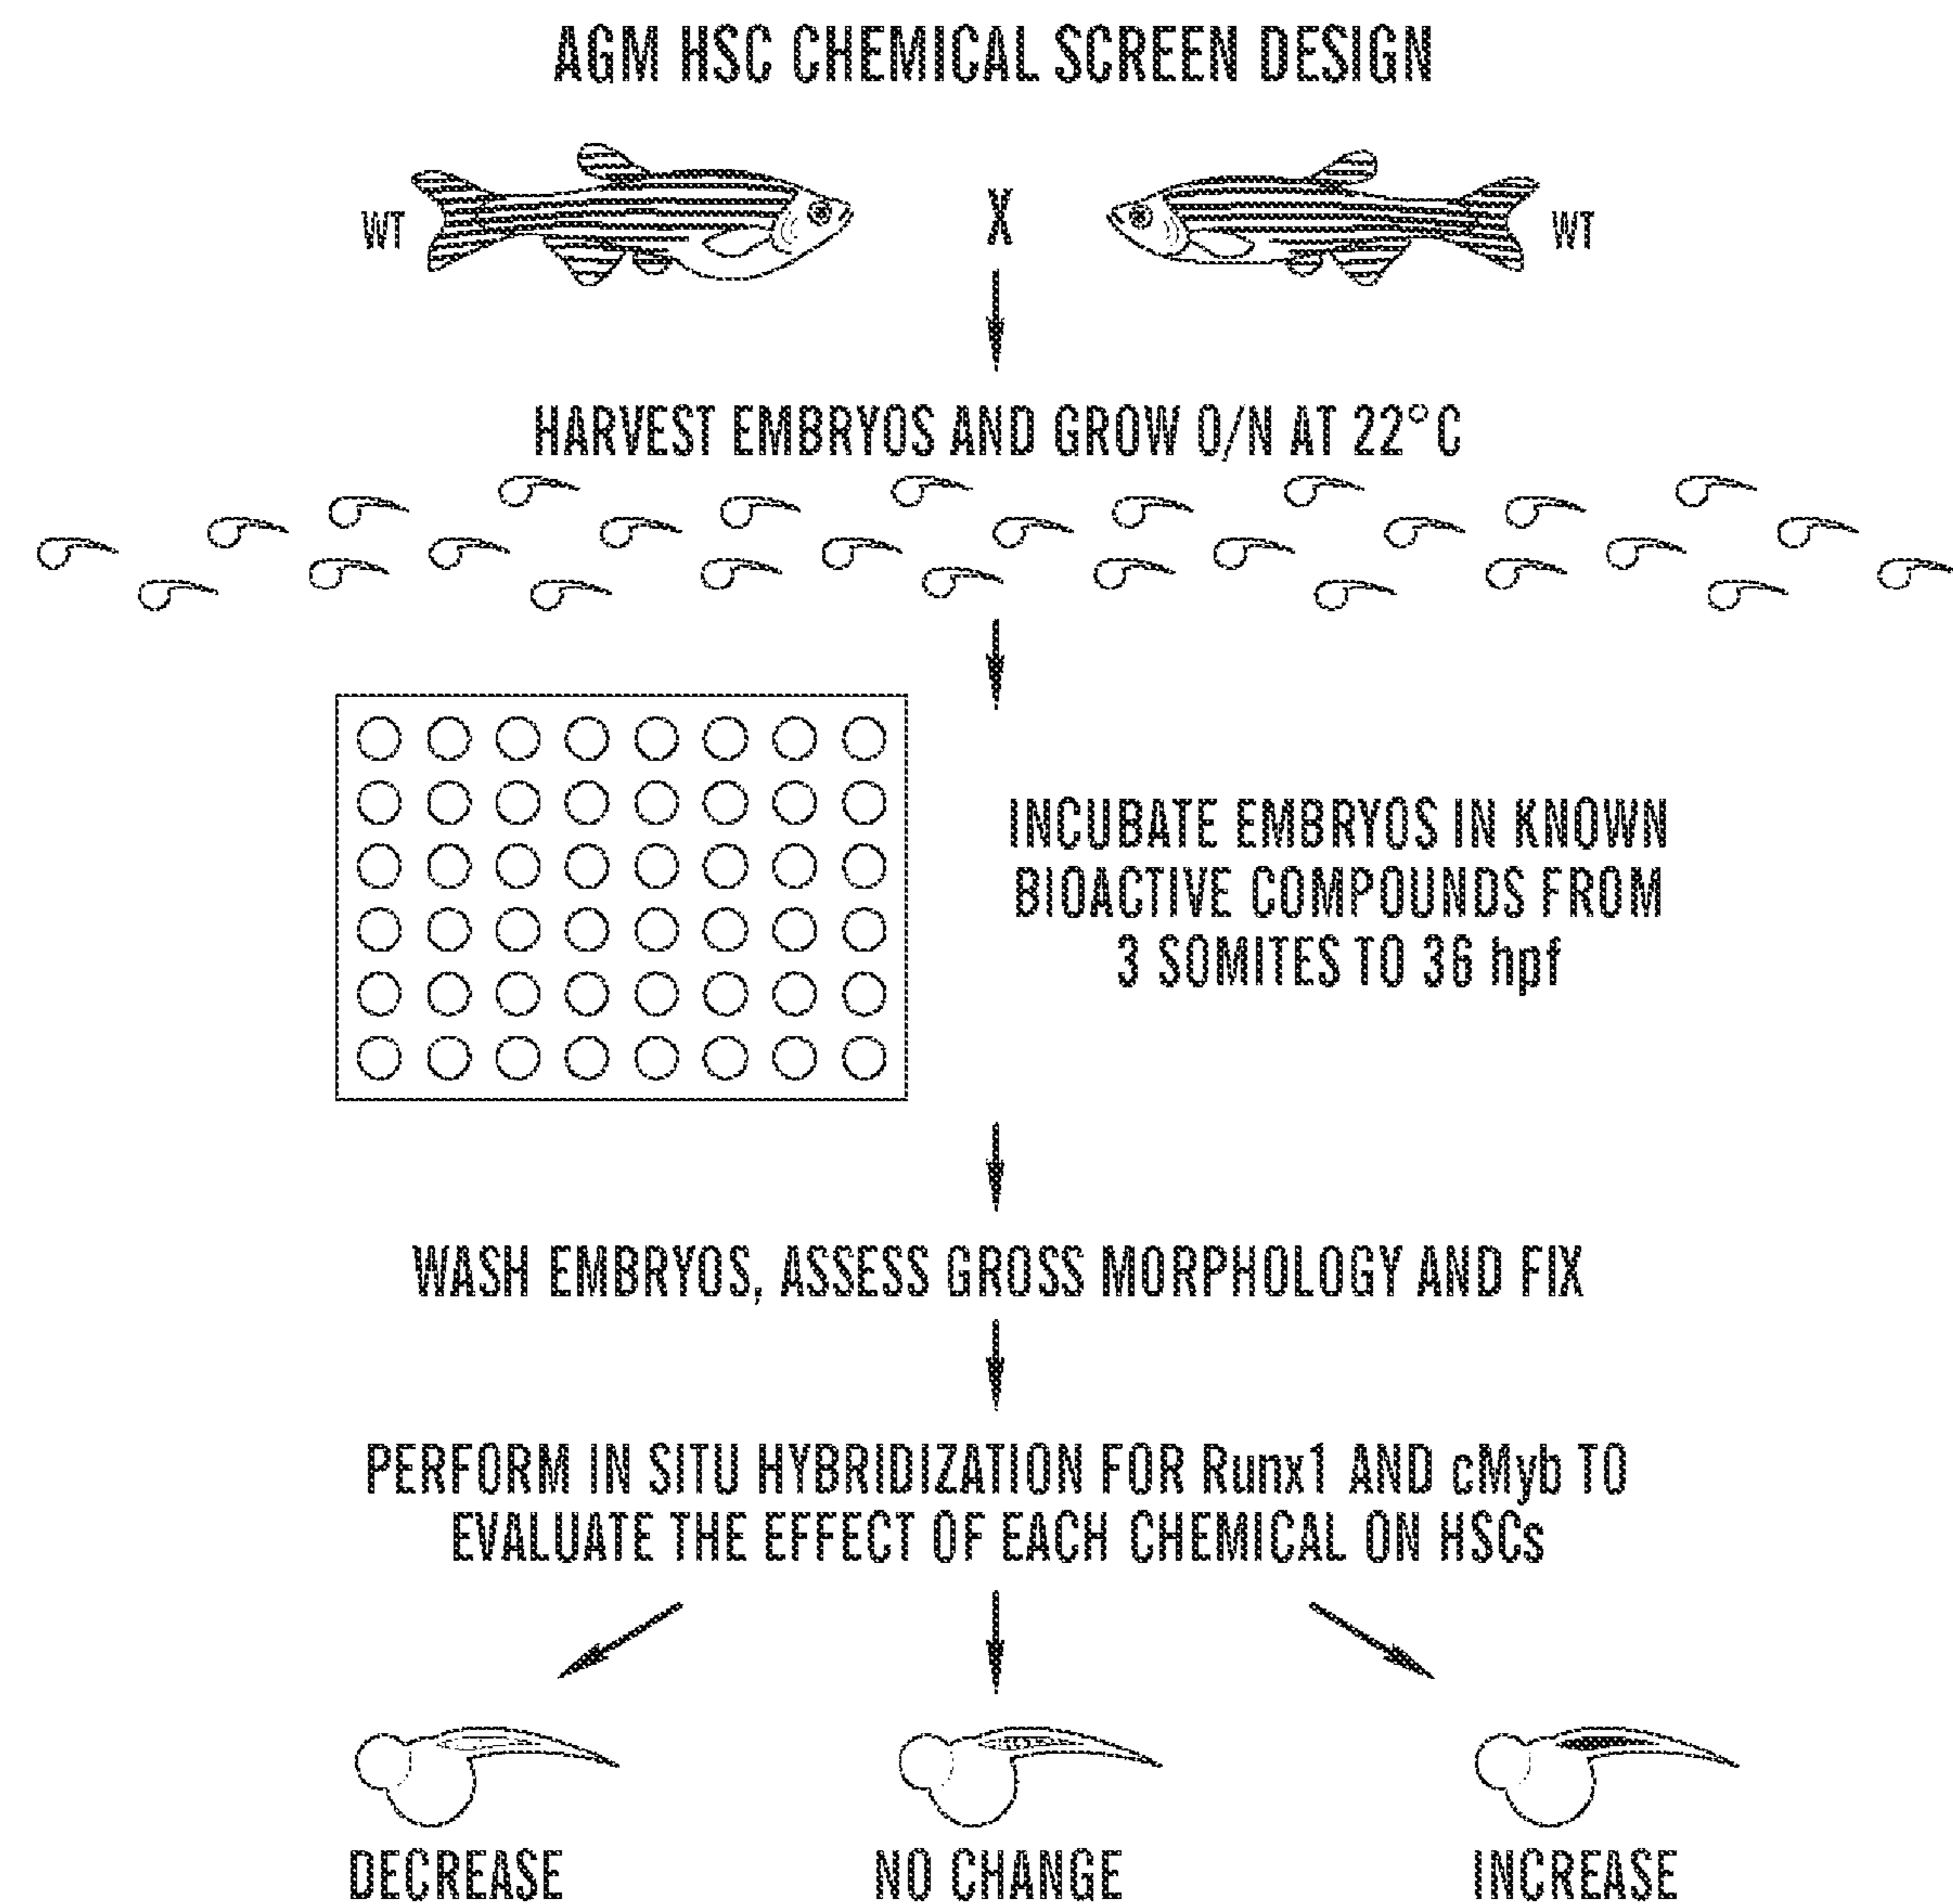 AGM HSC CHEMICAL SCREEN DESIGN
WT X WT
HARVEST EMBRYOS AND GROW O/N AT 22°C
INCUBATE EMBRYOS IN KNOWN
BIOACTIVE COMPOUNDS FROM
3 SOMITES TO 36 hpf
WASH EMBRYOS, ASSESS GROSS MORPHOLOGY AND FIX
PERFORM IN SITU HYBRIDIZATION FOR Runx1 AND cMyb TO
EVALUATE THE EFFECT OF EACH CHEMICAL ON HSCs
DECREASE NO CHANGE INCREASE